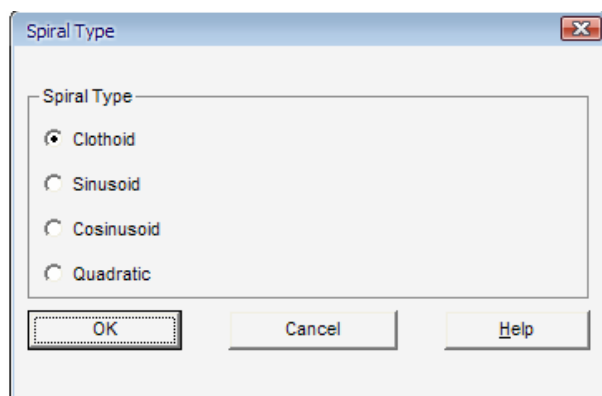 Spiral Type
Spiral Type
Clothoid
Sinusoid
Cosinusoid
Quadratic
OK Cancel Help